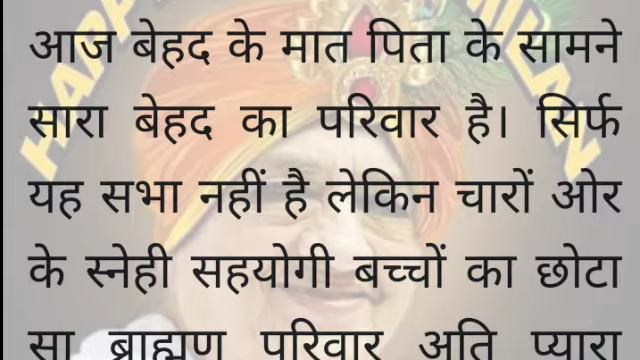 आज बेहद के मात पिता के सामने
सारा बेहद का परिवार है। सिर्फ
यह सभा नहीं है लेकिन चारों ओर
के स्नेही सहयोगी बच्चों का छोटा
सा ब्राह्मण परिवार अति प्यारा